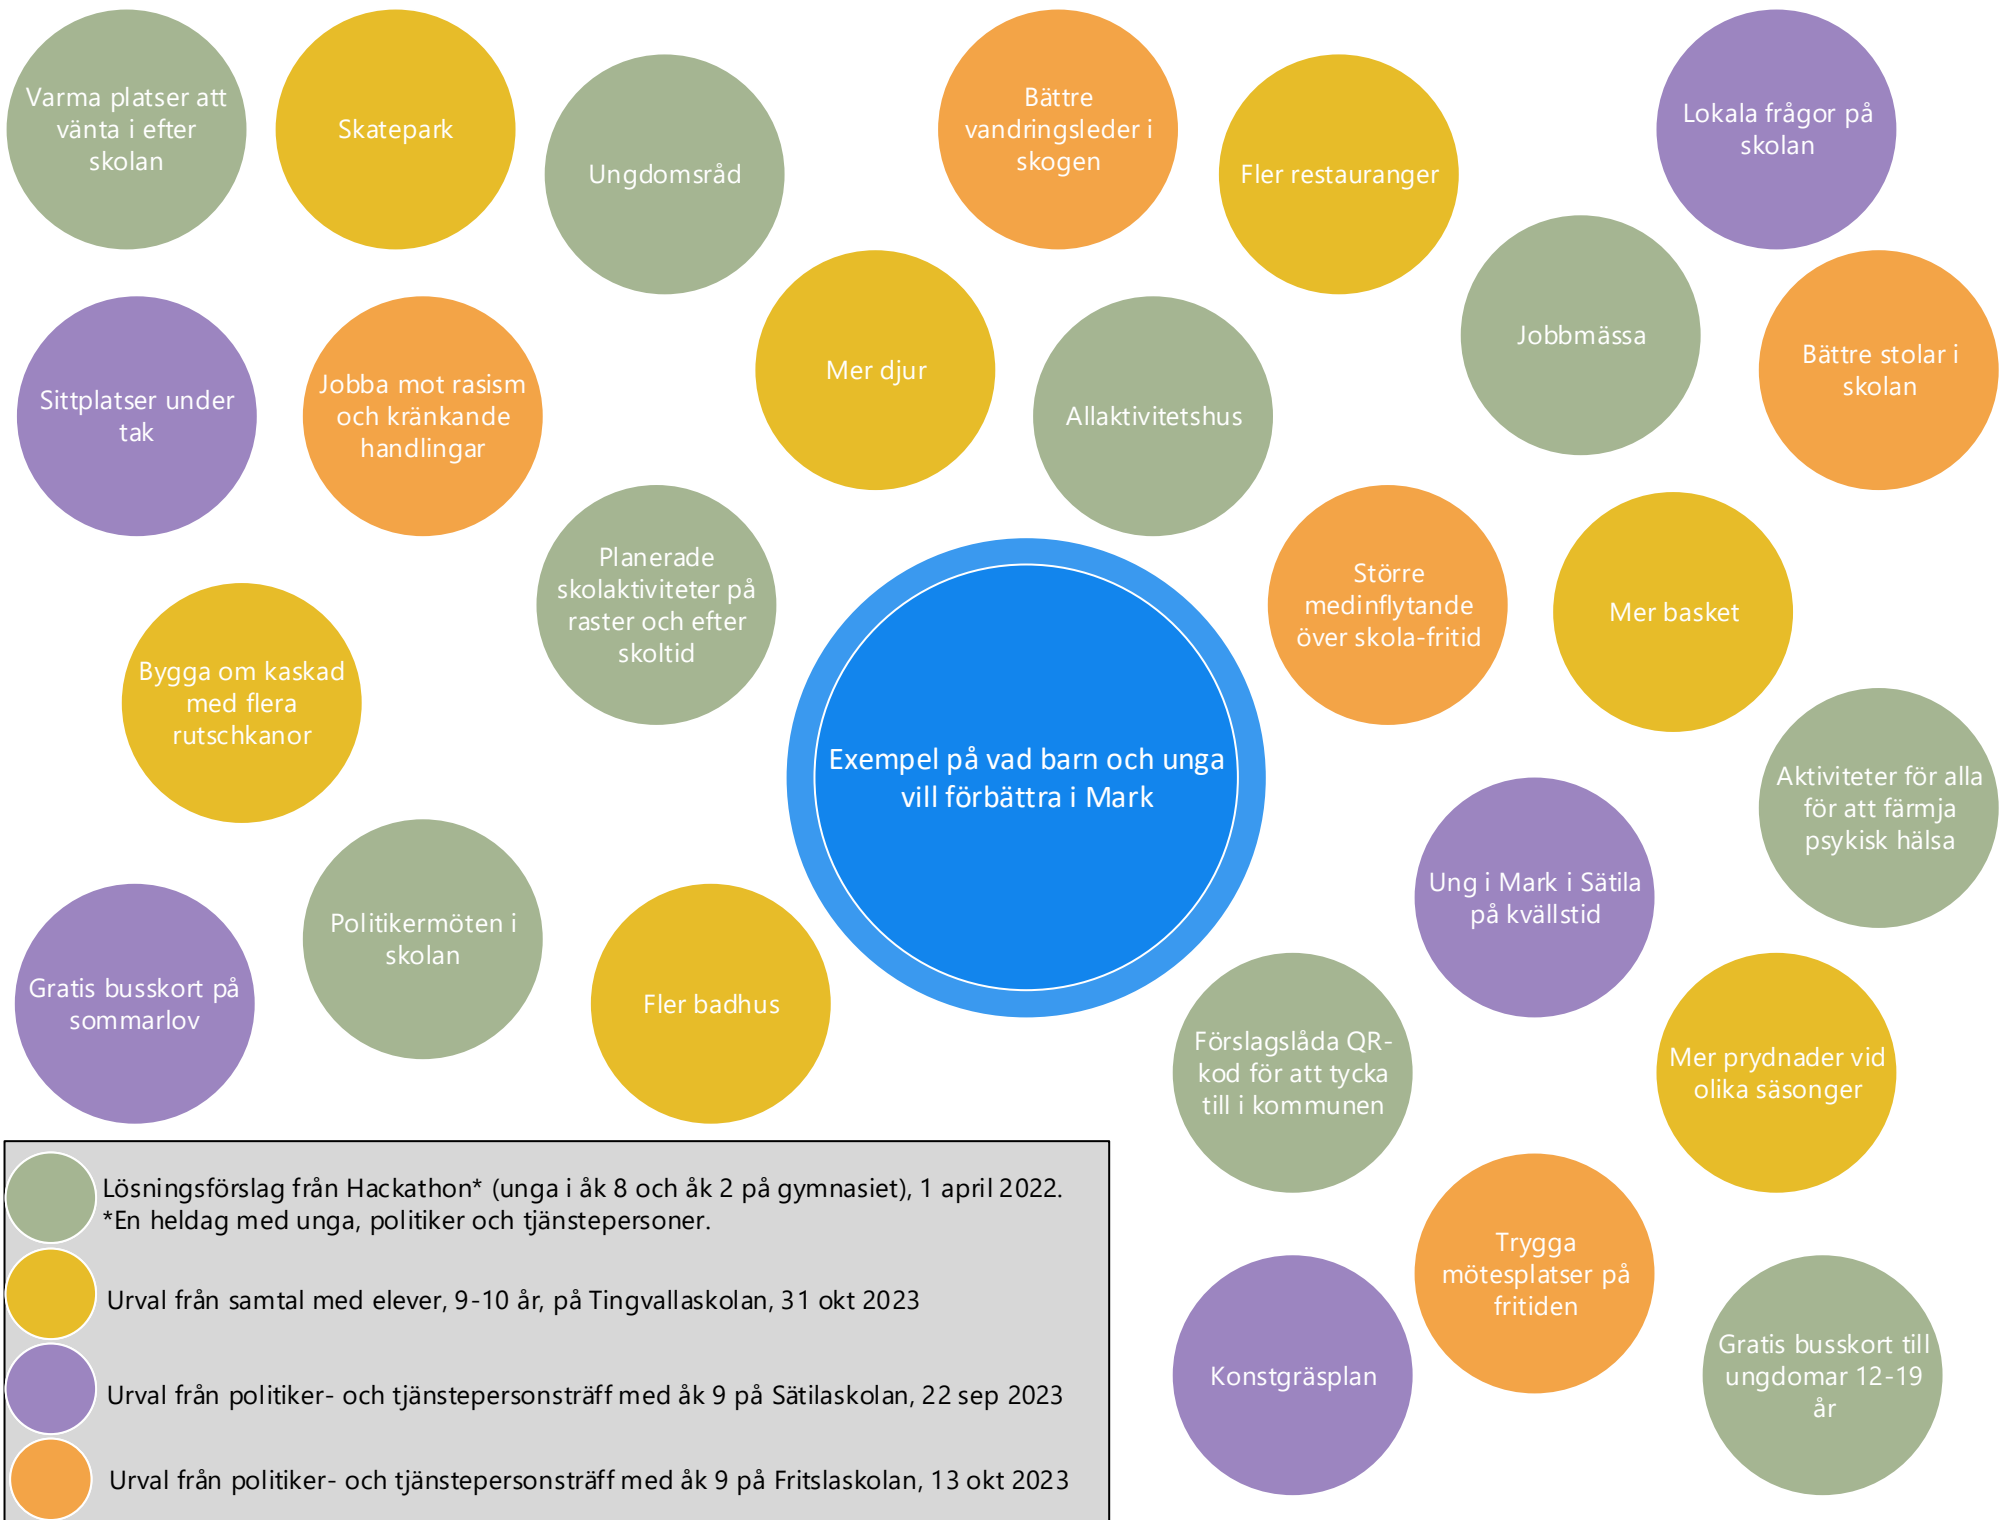 Varma platser att
vänta i efter
skolan
Skatepark
Ungdomsråd
Bättre
vandringsleder i
skogen
Fler restauranger
Lokala frågor på
skolan
Sittplatser under
tak
Jobba mot rasism
och kränkande
handlingar
Mer djur
Allaktivitetshus
Jobbmässa
Bättre stolar i
skolan
Planerade
skolaktiviteter på
raster och efter
skoltid
Större
medinflytande
över skola-fritid
Mer basket
Bygga om kaskad
med flera
rutschkanor
Exempel på vad barn och unga
vill förbättra i Mark
Aktiviteter för alla
för att färmja
psykisk hälsa
Ung i Mark i Sätila
på kvällstid
Politikermöten i
skolan
Gratis busskort på
sommarlov
Fler badhus
Förslagslåda QR-
kod för att tycka
till i kommunen
Mer prydnader vid
olika säsonger
Trygga
mötesplatser på
fritiden
Konstgräsplan
Gratis busskort till
ungdomar 12-19
år
Lösningsförslag från Hackathon* (unga i åk 8 och åk 2 på gymnasiet), 1 april 2022.
*En heldag med unga, politiker och tjänstepersoner.
Urval från samtal med elever, 9-10 år, på Tingvallaskolan, 31 okt 2023
Urval från politiker- och tjänstepersonsträff med åk 9 på Sätilaskolan, 22 sep 2023
Urval från politiker- och tjänstepersonsträff med åk 9 på Fritslaskolan, 13 okt 2023